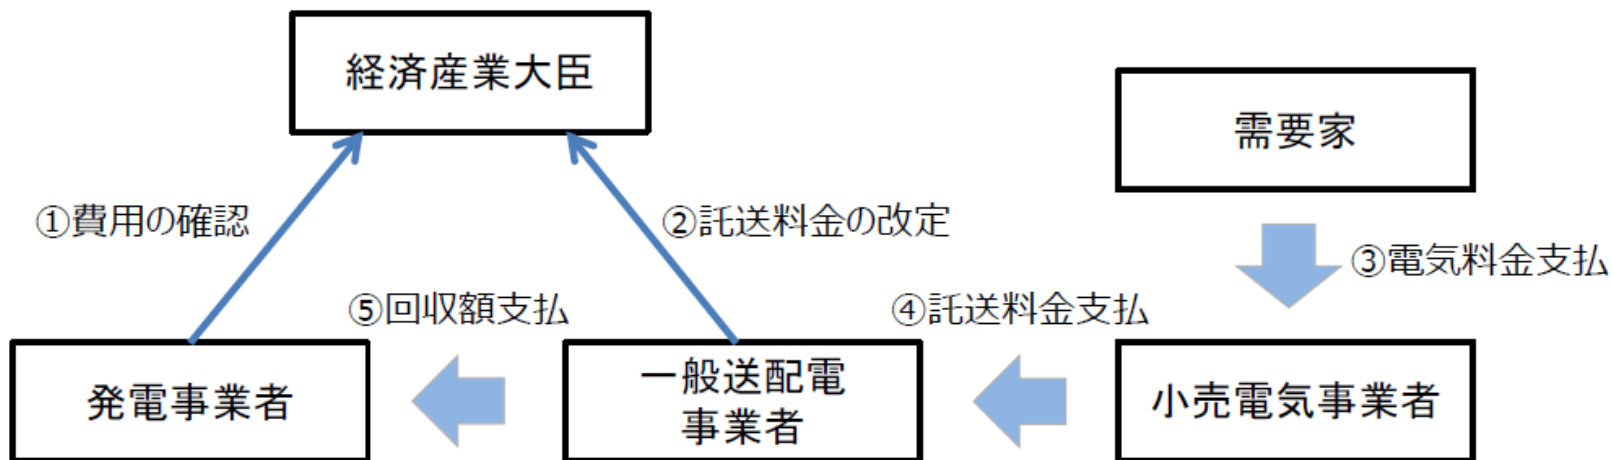 経済産業大臣
需要家
①費用の確認
②託送料金の改定
③電気料金支払
⑤回収額支払
④託送料金支払
発電事業者
一般送配電
事業者
小売電気事業者